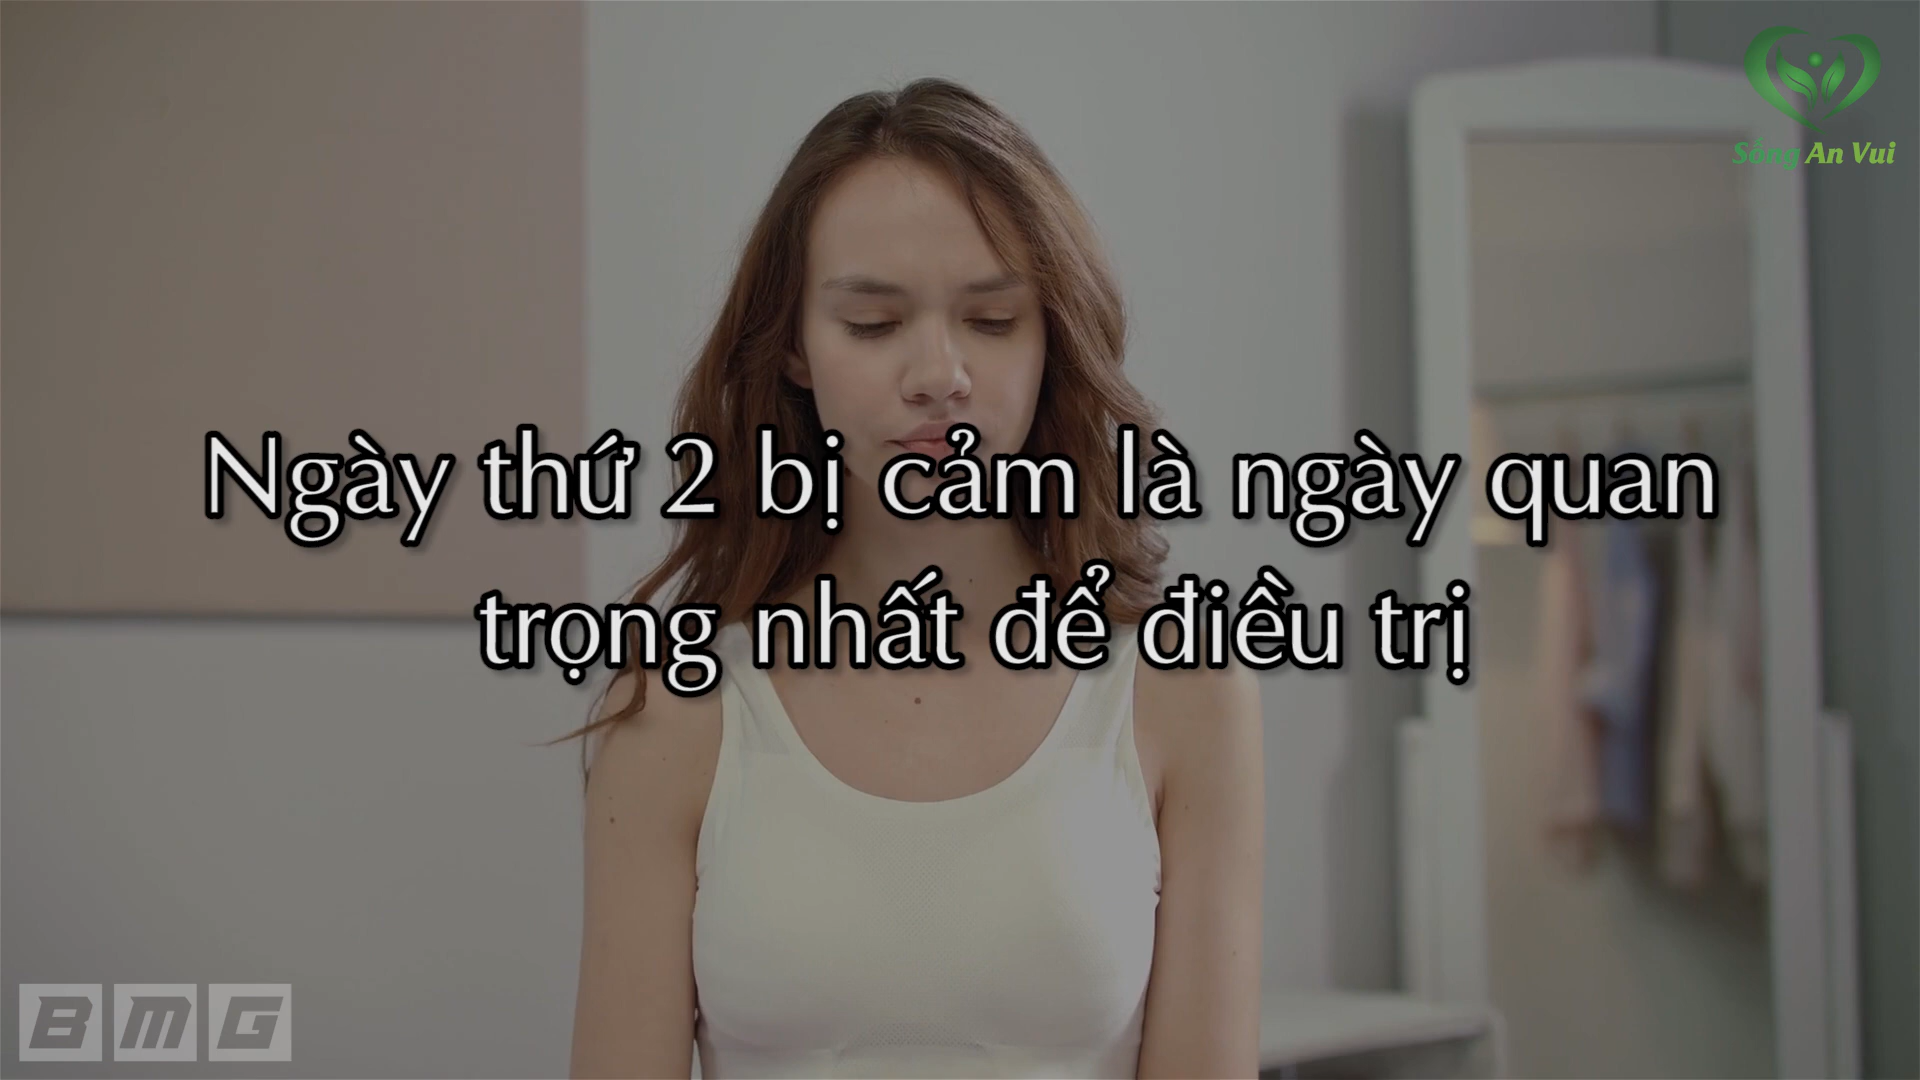 Sống An Vui
Ngày thứ 2 bị cảm là ngày quan
trọng nhất để điều trị
BMG